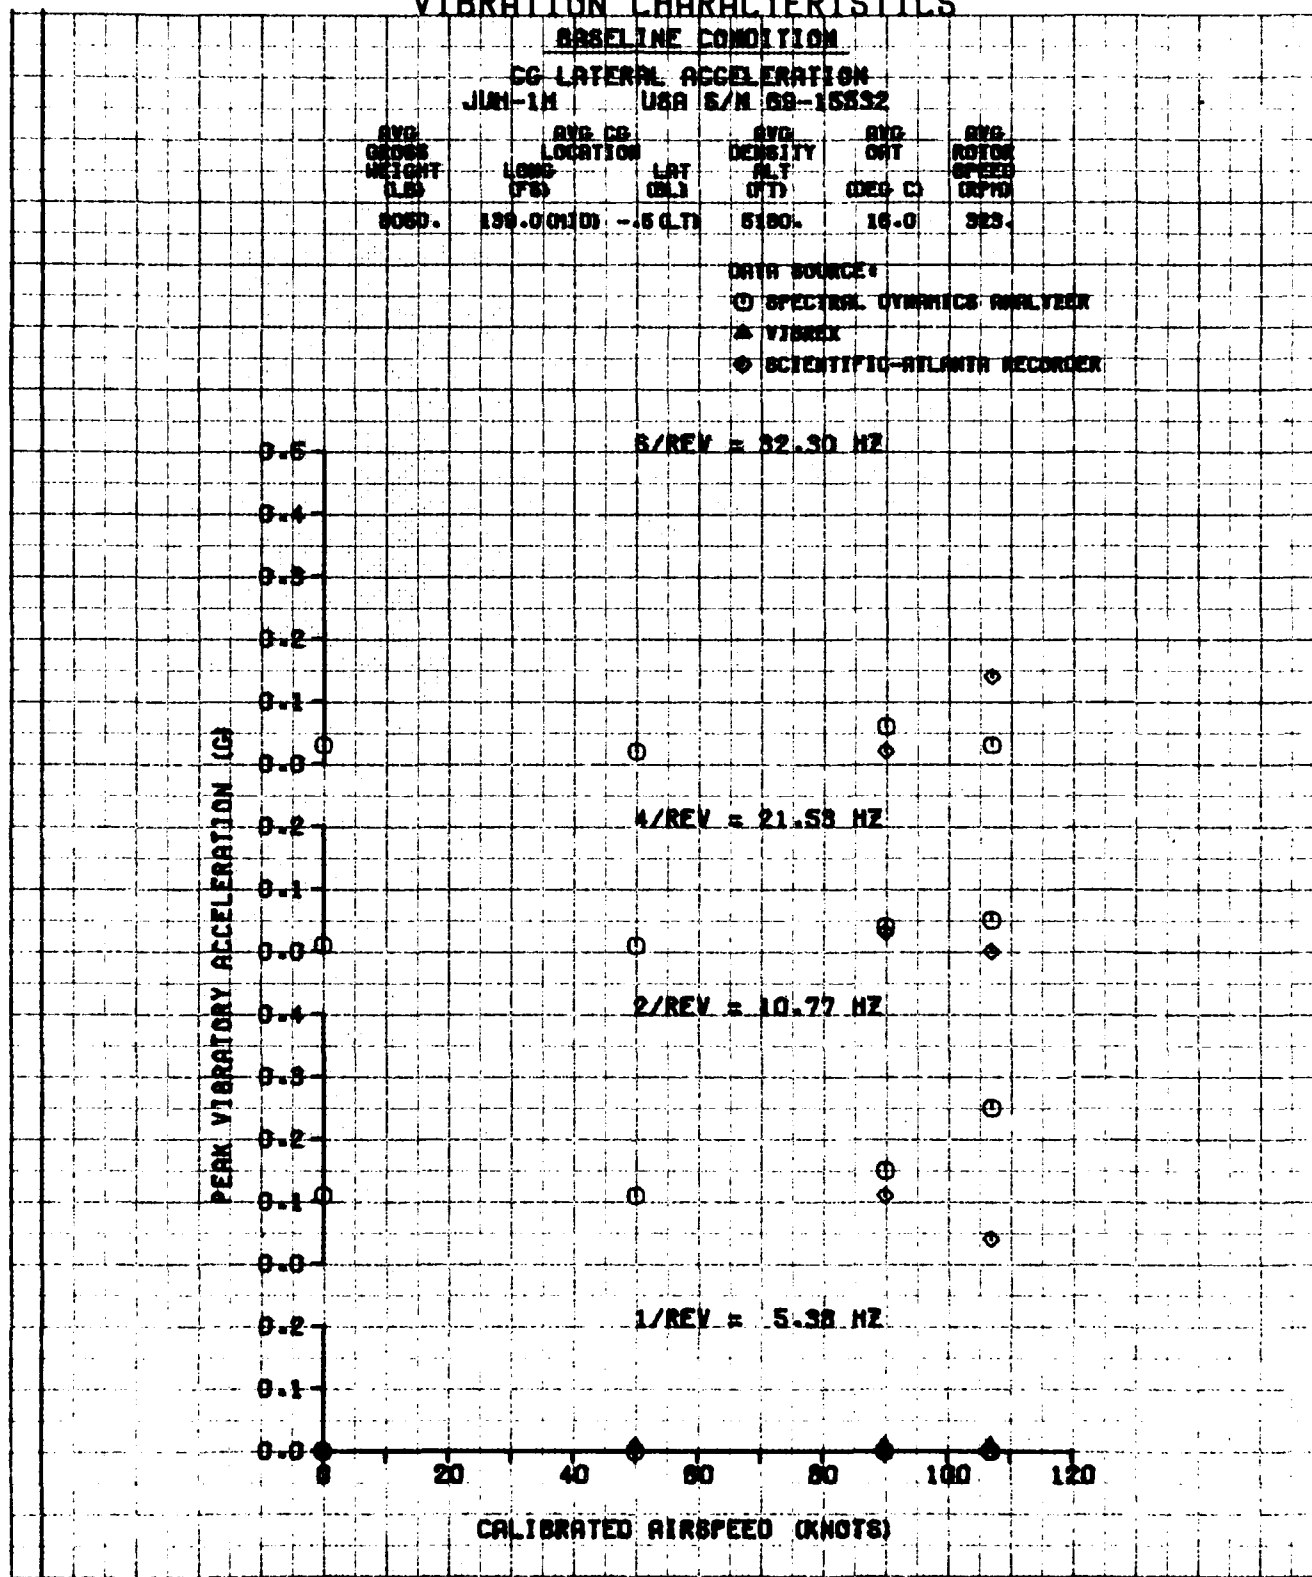 VIBRATION CHARACTERISTICS
BASELINE CONDITION
CG LATERAL ACCELERATION
JUH-1H USA S/N 69-15532
AVG GROSS WEIGHT (LB)
AVG CG LOCATION
LONG (FS)
LAT (BL)
AVG DENSITY ALT (FT)
AVG OAT (DEG C)
AVG ROTOR SPEED (RPM)
139.0(MID) -.5(LT) 16.0 323.
DATA SOURCE:
SPECTRAL DYNAMICS ANALYZER
VIBREX
SCIENTIFIC-ATLANTA RECORDER
6/REV = 32.30 HZ
0.5
0.4
0.3
0.2
0.1
0.0
4/REV = 21.53 HZ
0.2
0.1
0.0
2/REV = 10.77 HZ
0.4
0.3
0.2
0.1
0.0
1/REV = 5.38 HZ
0.2
0.1
0.0
PEAK VIBRATORY ACCELERATION (G)
0 20 40 60 80 100 120
CALIBRATED AIRSPEED (KNOTS)